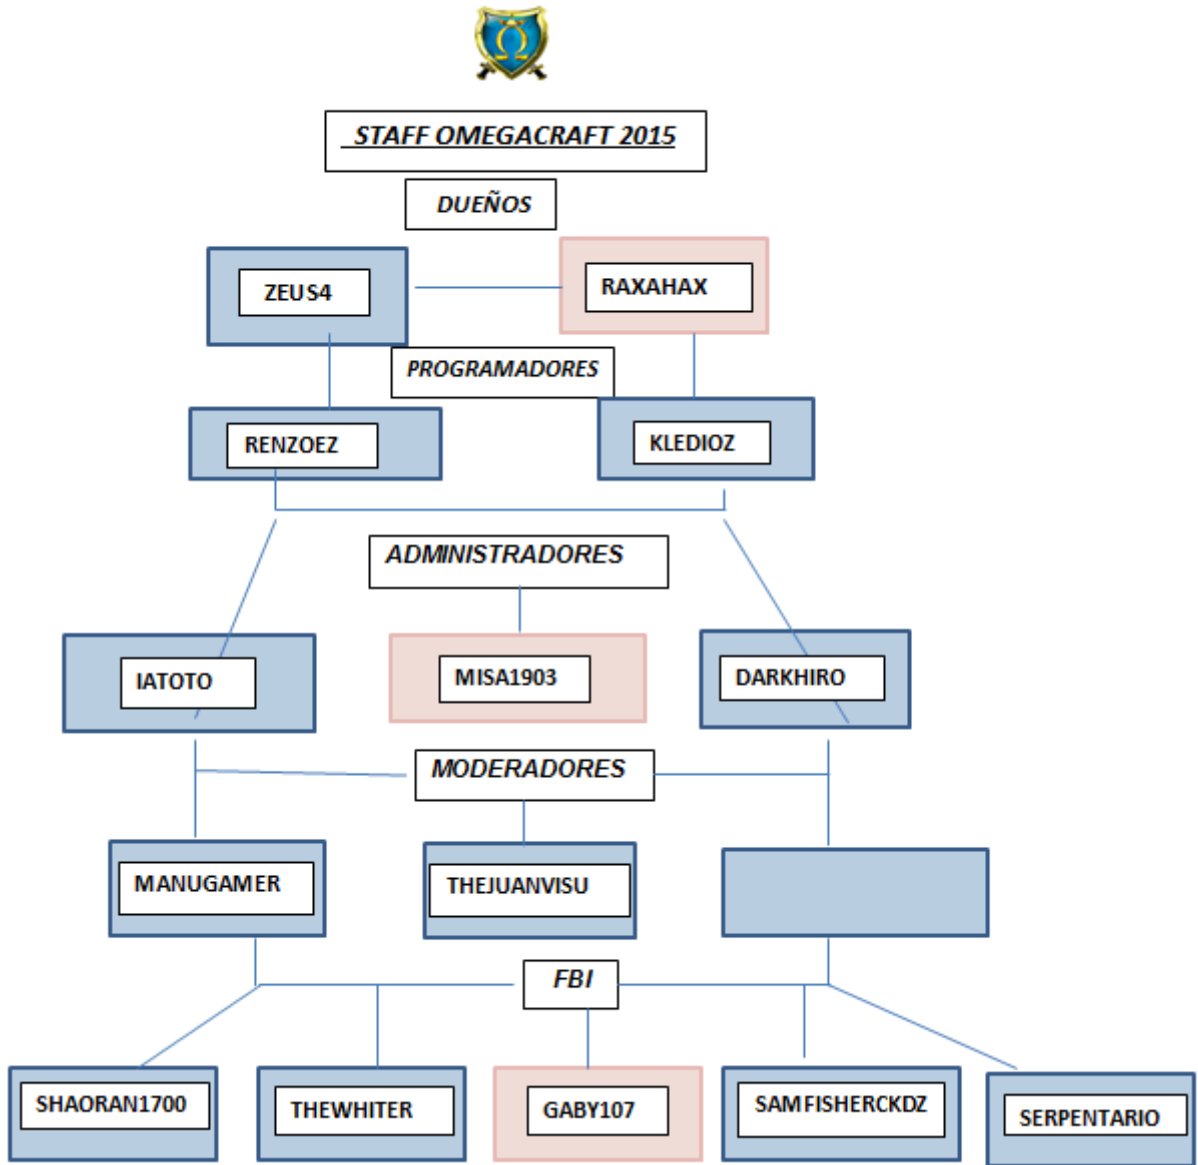 STAFF OMEGACRAFT 2015
DUEÑOS
ZEUS4
RAXAHAX
PROGRAMADORES
RENZOEZ
KLEDIOZ
ADMINISTRADORES
IATOTO
MISA1903
DARKHIRO
MODERADORES
MANUGAMER
THEJUANVISU
FBI
SHAORAN1700
THEWHITER
GABY107
SAMFISHERCKDZ
SERPENTARIO